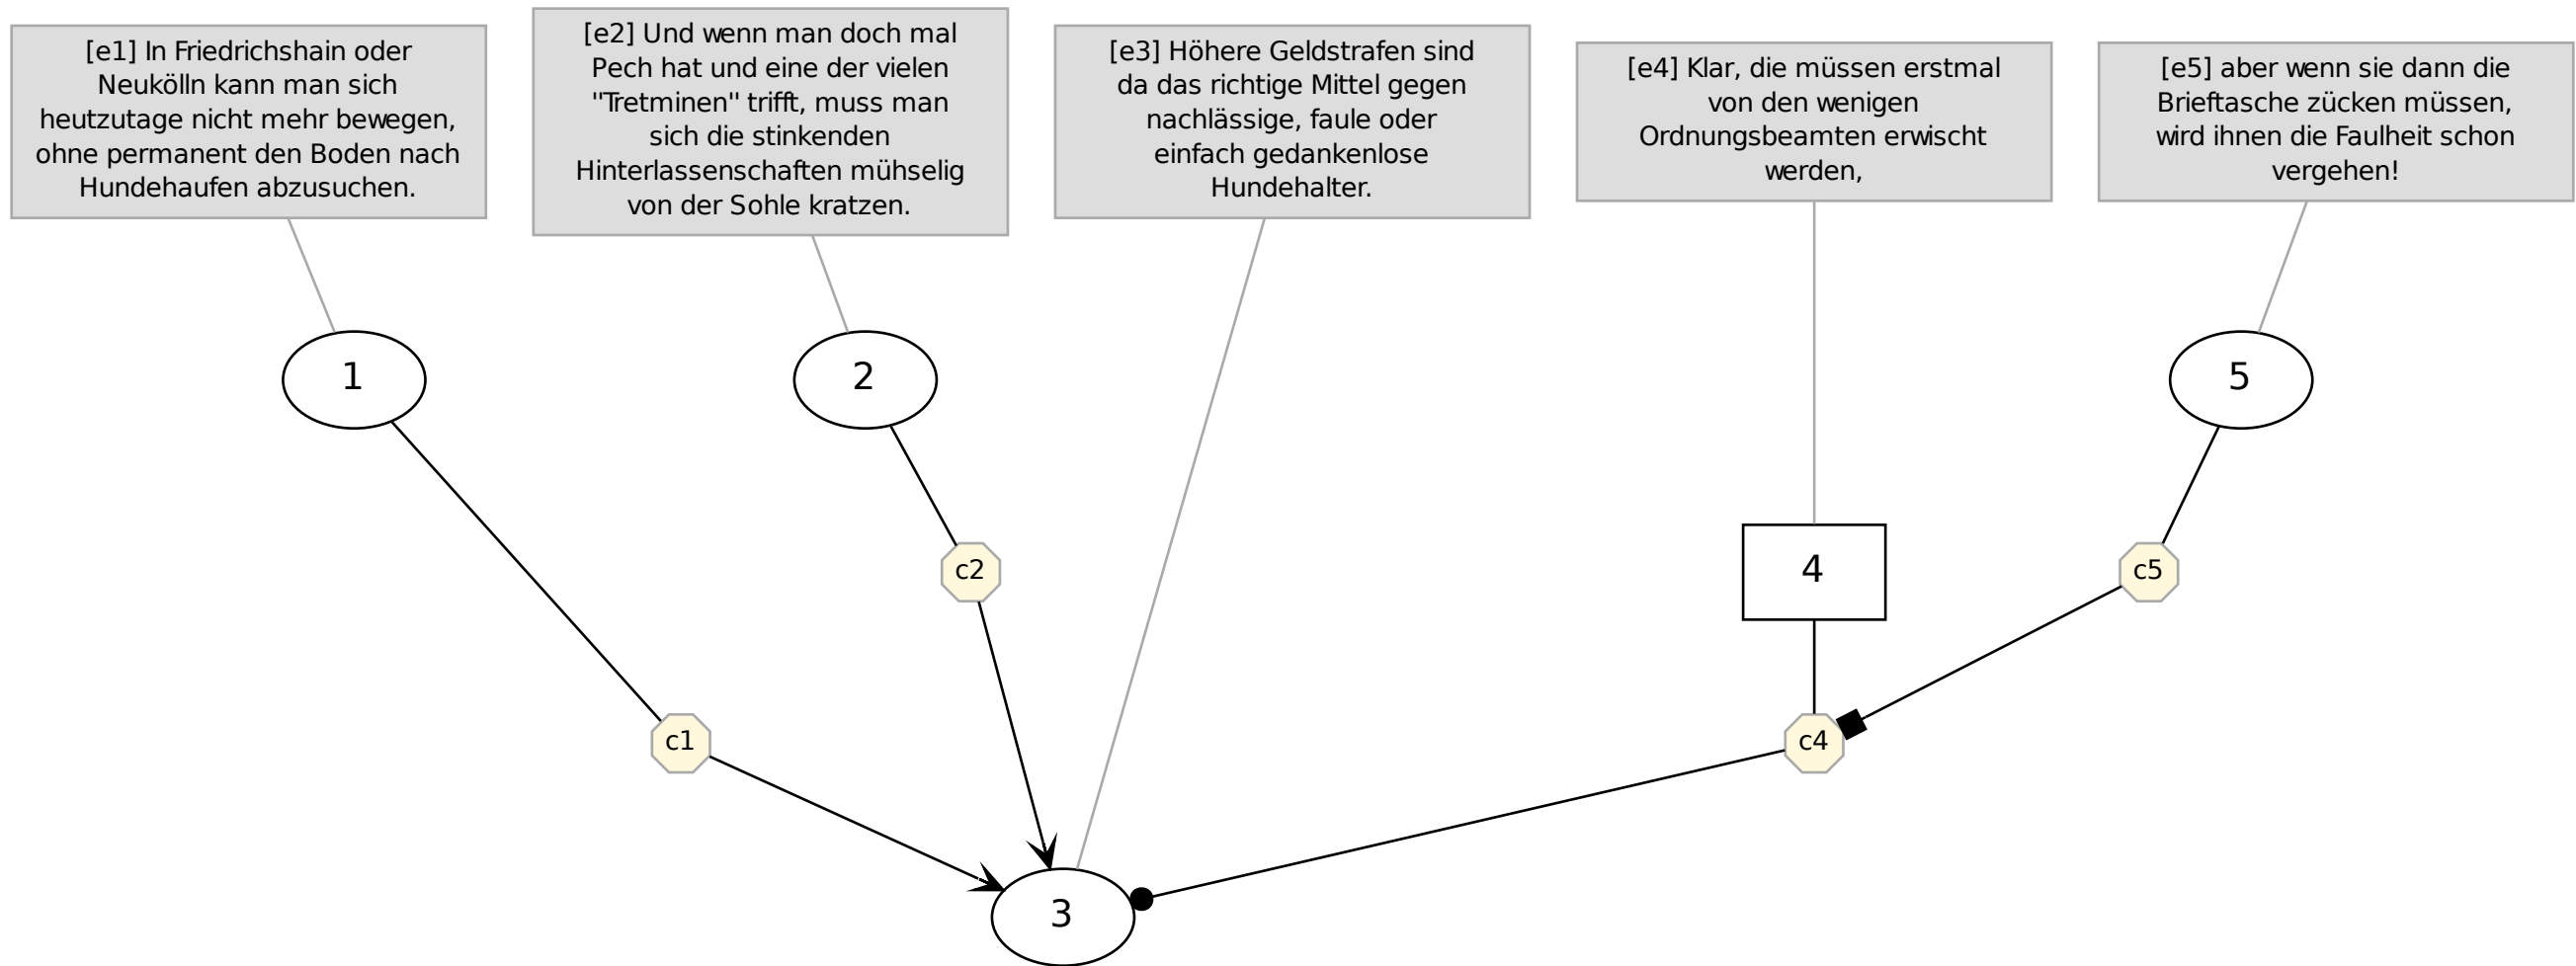 [e1] In Friedrichshain oder
Neukölln kann man sich
heutzutage nicht mehr bewegen,
ohne permanent den Boden nach
Hundehaufen abzusuchen.
[e2] Und wenn man doch mal
Pech hat und eine der vielen
"Tretminen" trifft, muss man
sich die stinkenden
Hinterlassenschaften mühselig
von der Sohle kratzen.
[e3] Höhere Geldstrafen sind
da das richtige Mittel gegen
nachlässige, faule oder
einfach gedankenlose
Hundehalter.
[e4] Klar, die müssen erstmal
von den wenigen
Ordnungsbeamten erwischt
werden,
[e5] aber wenn sie dann die
Brieftasche zücken müssen,
wird ihnen die Faulheit schon
vergehen!
1
2
5
c2
4
c5
c1
c4
3